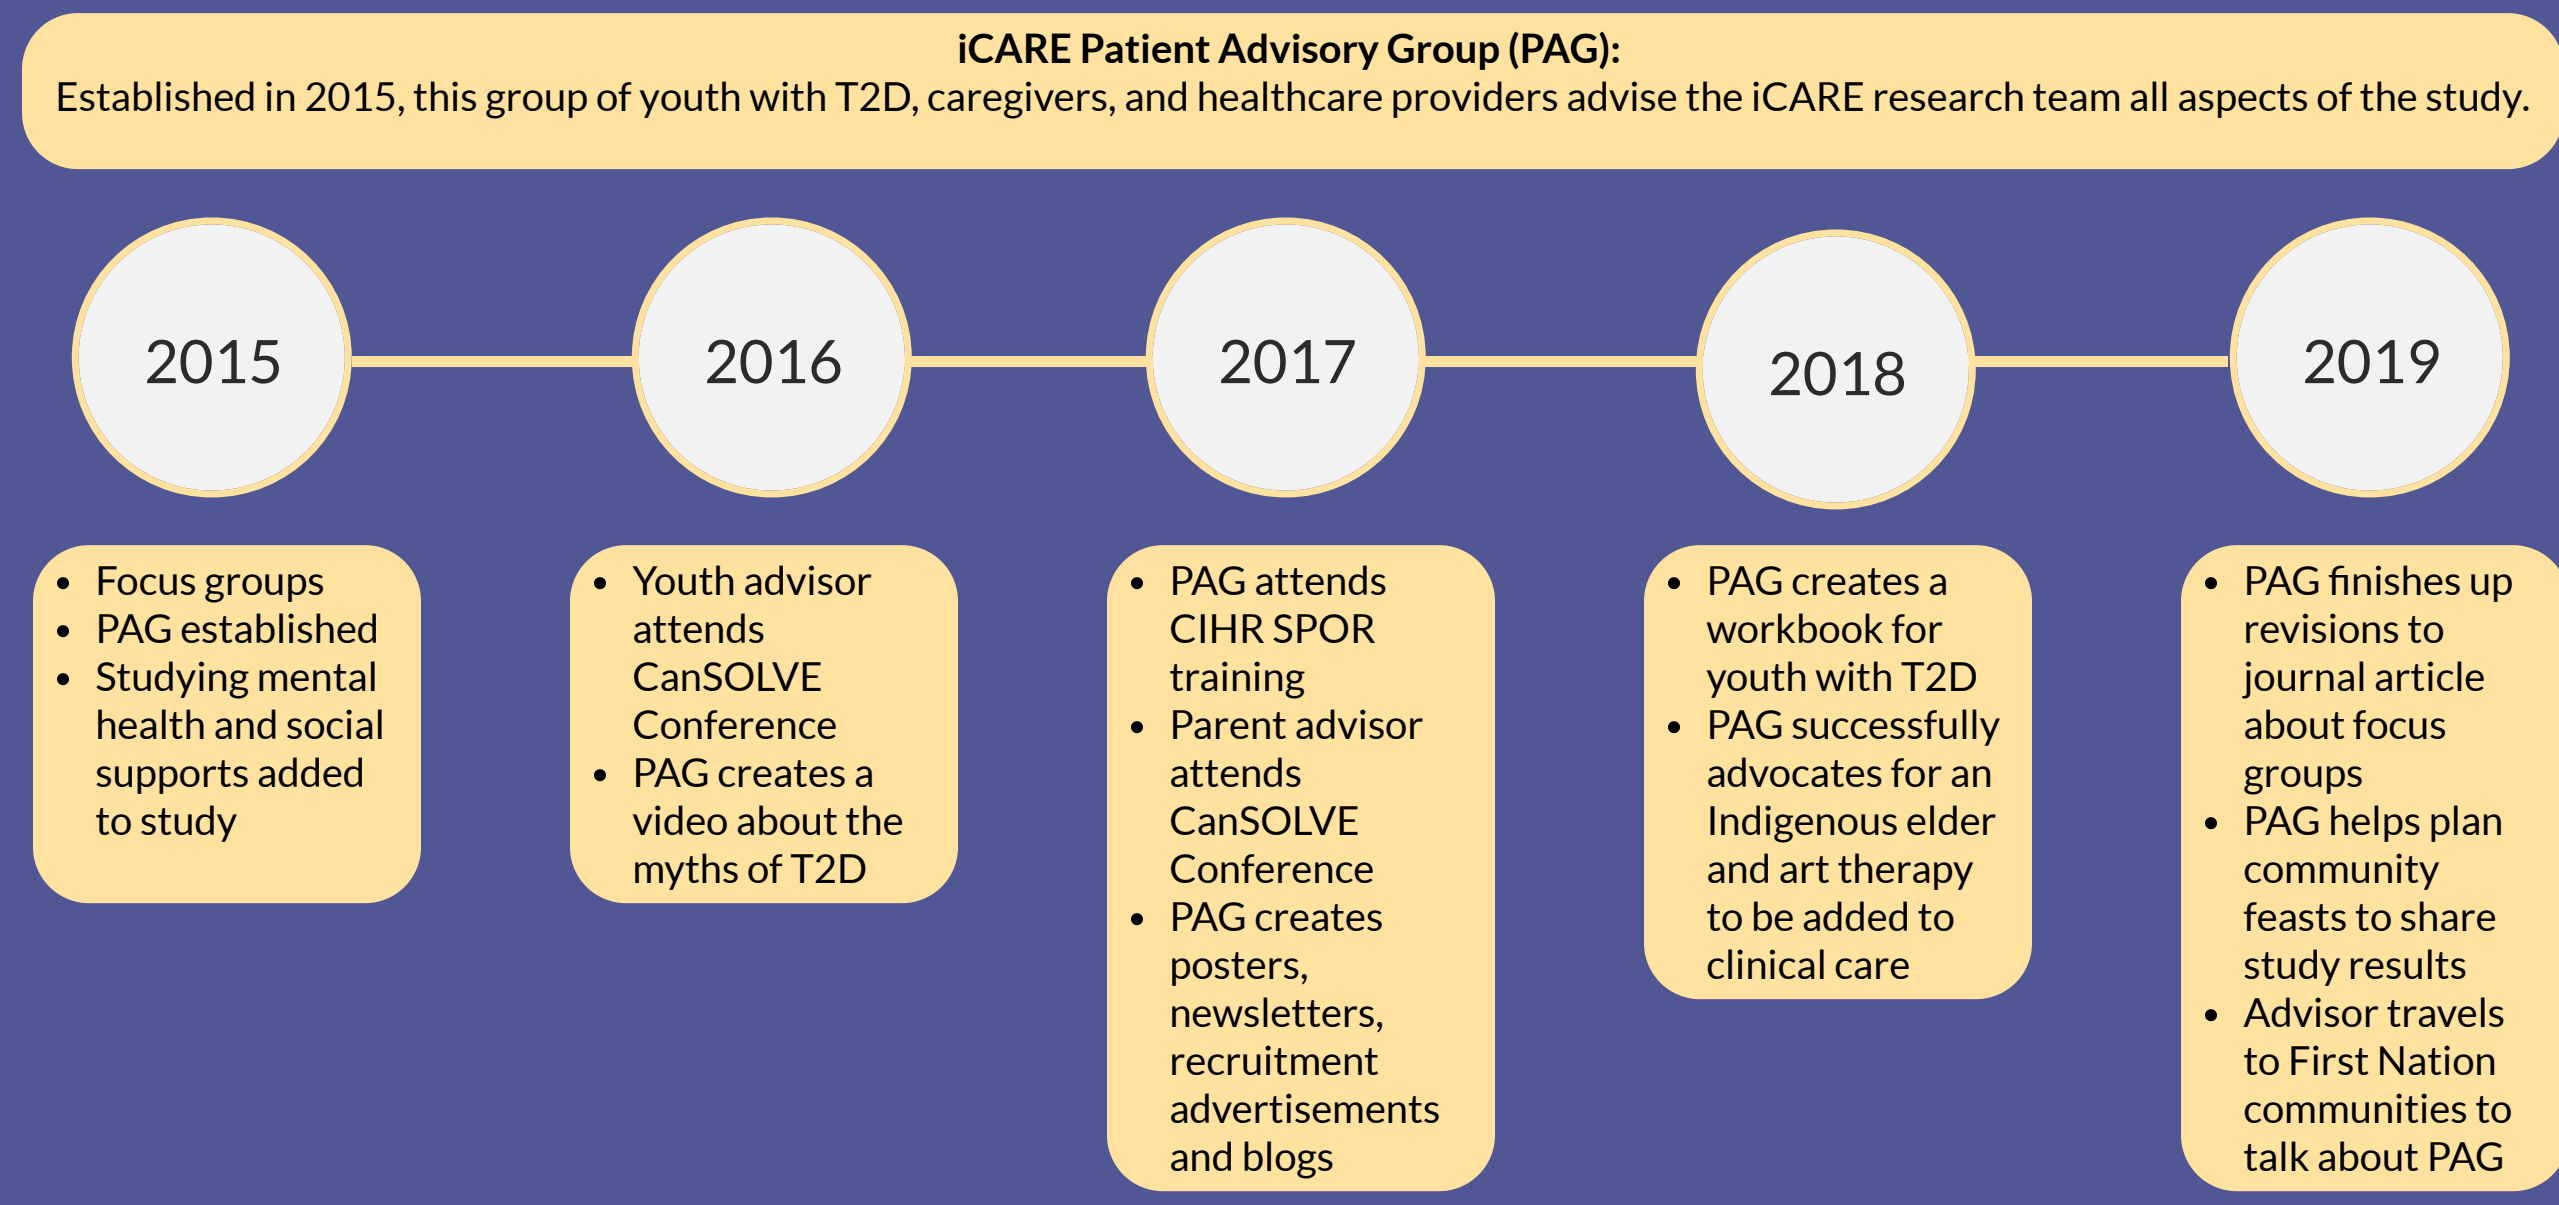 iCARE Patient Advisory Group (PAG):
Established in 2015, this group of youth with T2D, caregivers, and healthcare providers advise the iCARE research team all aspects of the study.
2015
2016
2017
2018
2019
• Focus groups
• PAG established
• Studying mental
health and social
supports added
to study
• Youth advisor
attends
CanSOLVE
Conference
• PAG creates a
video about the
myths of T2D
• PAG attends
CIHR SPOR
training
• Parent advisor
attends
CanSOLVE
Conference
• PAG creates
posters,
newsletters,
recruitment
advertisements
and blogs
• PAG creates a
workbook for
youth with T2D
• PAG successfully
advocates for an
Indigenous elder
and art therapy
to be added to
clinical care
• PAG finishes up
revisions to
journal article
about focus
groups
• PAG helps plan
community
feasts to share
study results
• Advisor travels
to First Nation
communities to
talk about PAG